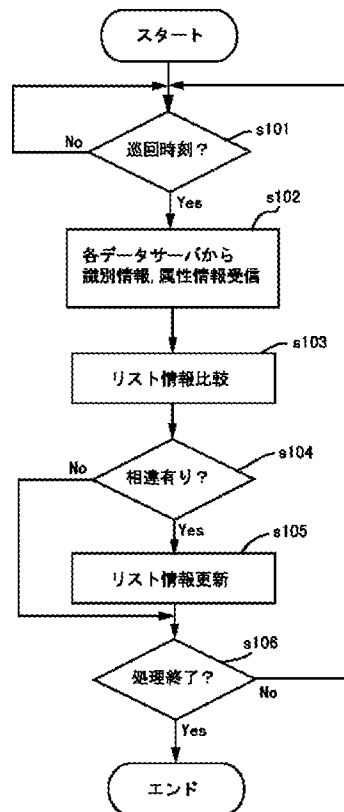 スタート
s101
No
巡回時刻?
Yes
s102
各データサーバから
識別情報,属性情報受信
s103
リスト情報比較
s104
No
相違有り?
Yes
s105
リスト情報更新
s106
処理終了?
No
Yes
エンド